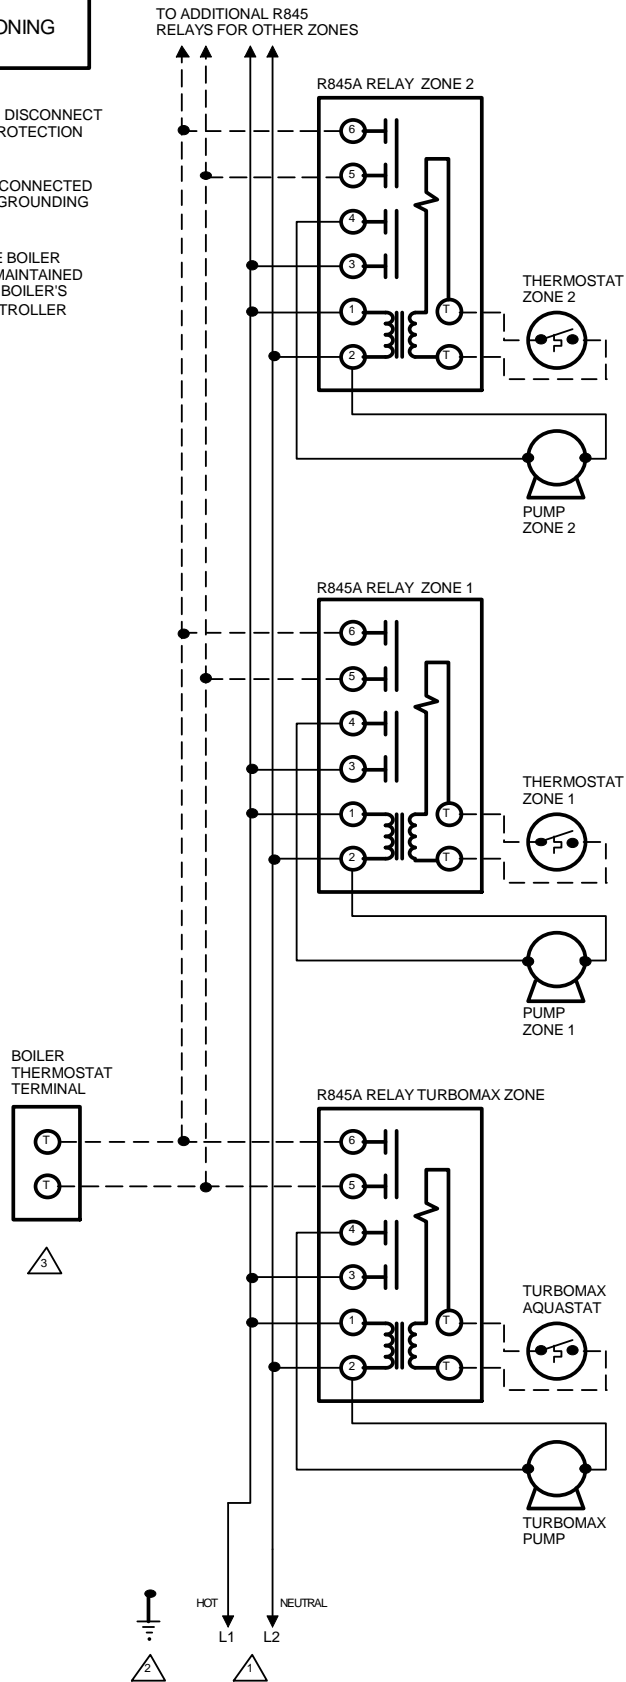 ONING
TO ADDITIONAL R845
RELAYS FOR OTHER ZONES
DISCONNECT
ROTECTION
CONNECTED
GROUNDING
E BOILER
MAINTAINED
BOILER'S
TROLLER
R845A RELAY ZONE 2
6
5
4
3
1
T
2
T
THERMOSTAT
ZONE 2
PUMP
ZONE 2
R845A RELAY ZONE 1
6
5
4
3
1
T
2
T
THERMOSTAT
ZONE 1
PUMP
ZONE 1
BOILER
THERMOSTAT
TERMINAL
T
T
3
R845A RELAY TURBOMAX ZONE
6
5
4
3
1
T
2
T
TURBOMAX
AQUASTAT
TURBOMAX
PUMP
HOT
NEUTRAL
L1
L2
2
1